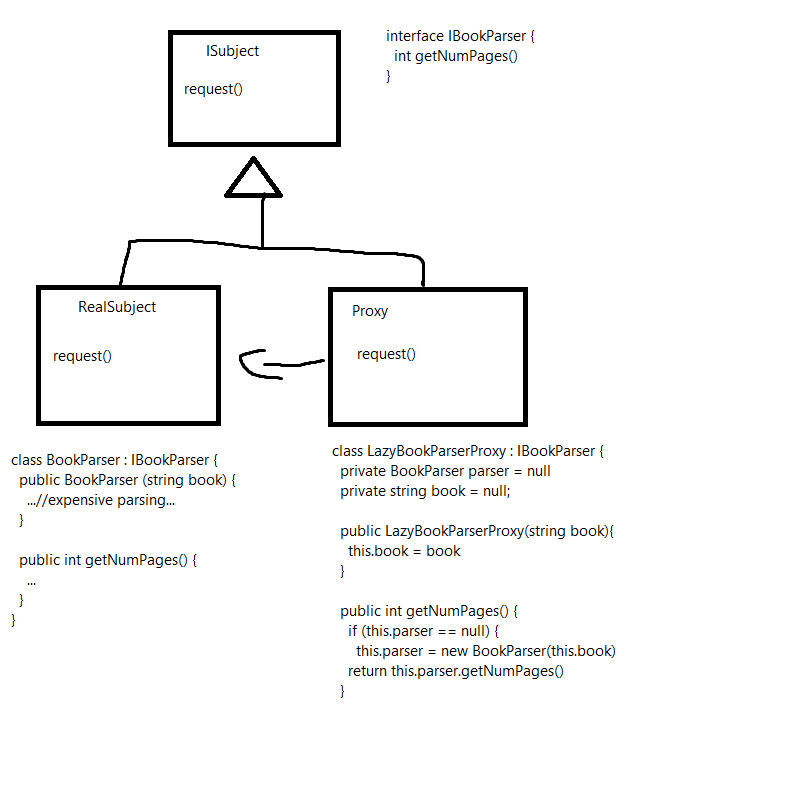 ISubject
request()
interface IBookParser {
int getNumPages()
}
RealSubject
request()
Proxy
request()
class BookParser : IBookParser {
public BookParser (string book) {
...//expensive parsing...
}
public int getNumPages() {
...
}
}
class LazyBookParserProxy : IBookParser {
private BookParser parser = null
private string book = null;
public LazyBookParserProxy(string book){
this.book = book
}
public int getNumPages() {
if (this.parser == null) {
this.parser = new BookParser(this.book)
return this.parser.getNumPages()
}